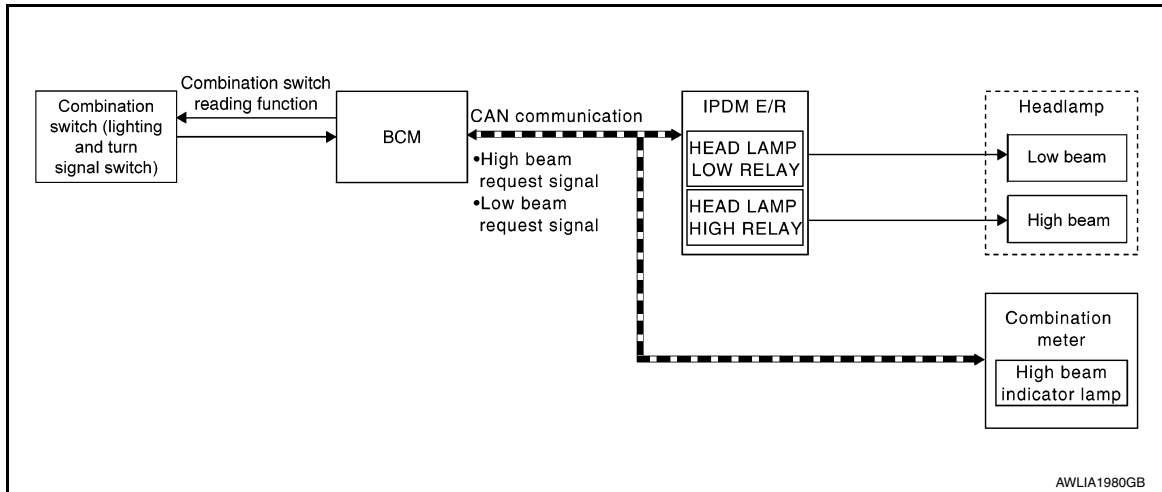 Combination switch
reading function
Combination
switch (lighting
and turn
signal switch)
BCM
CAN communication
•High beam
request signal
•Low beam
request signal
IPDM E/R
HEAD LAMP
LOW RELAY
HEAD LAMP
HIGH RELAY
Headlamp
Low beam
High beam
Combination
meter
High beam
indicator lamp
AWLIA1980GB